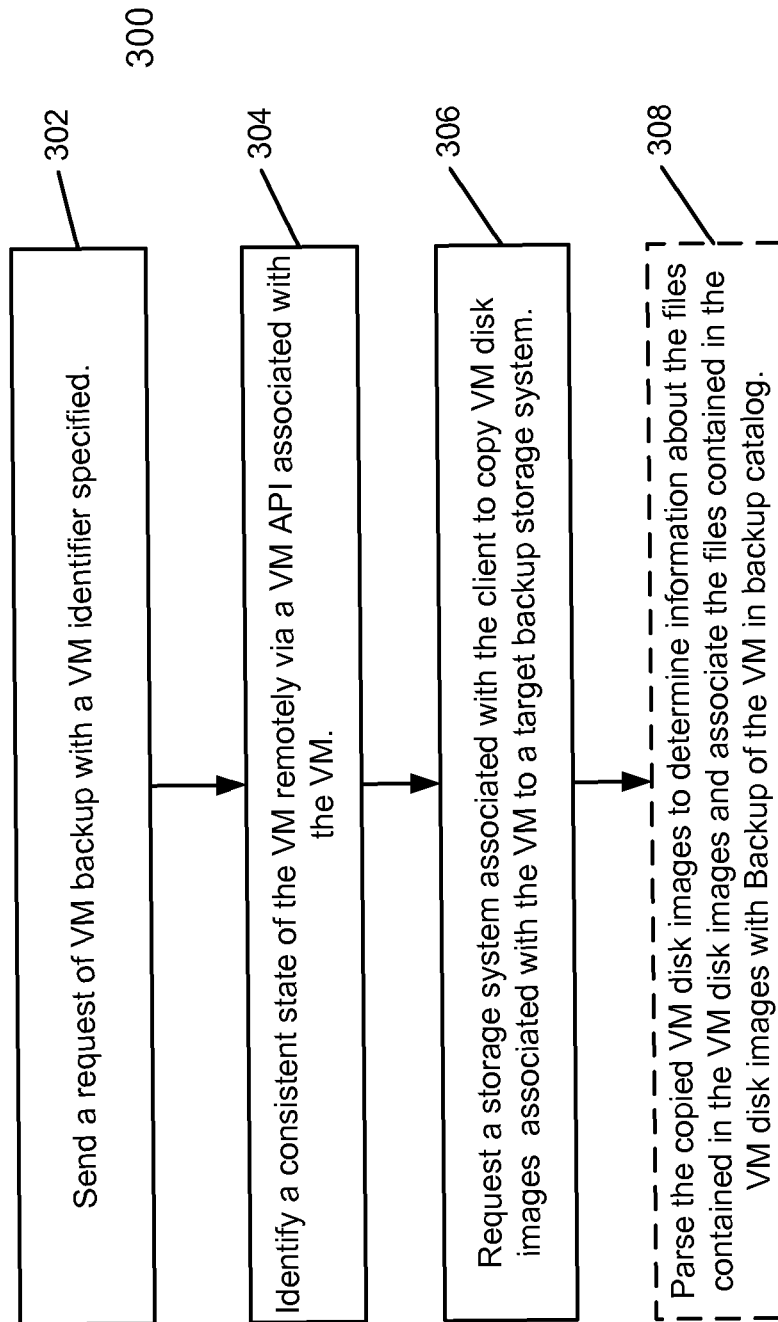 300
302
Send a request of VM backup with a VM identifier specified.
304
Identify a consistent state of the VM remotely via a VM API associated with
the VM.
306
Request a storage system associated with the client to copy VM disk
images associated with the VM to a target backup storage system.
308
Parse the copied VM disk images to determine information about the files
contained in the VM disk images and associate the files contained in the
VM disk images with Backup of the VM in backup catalog.